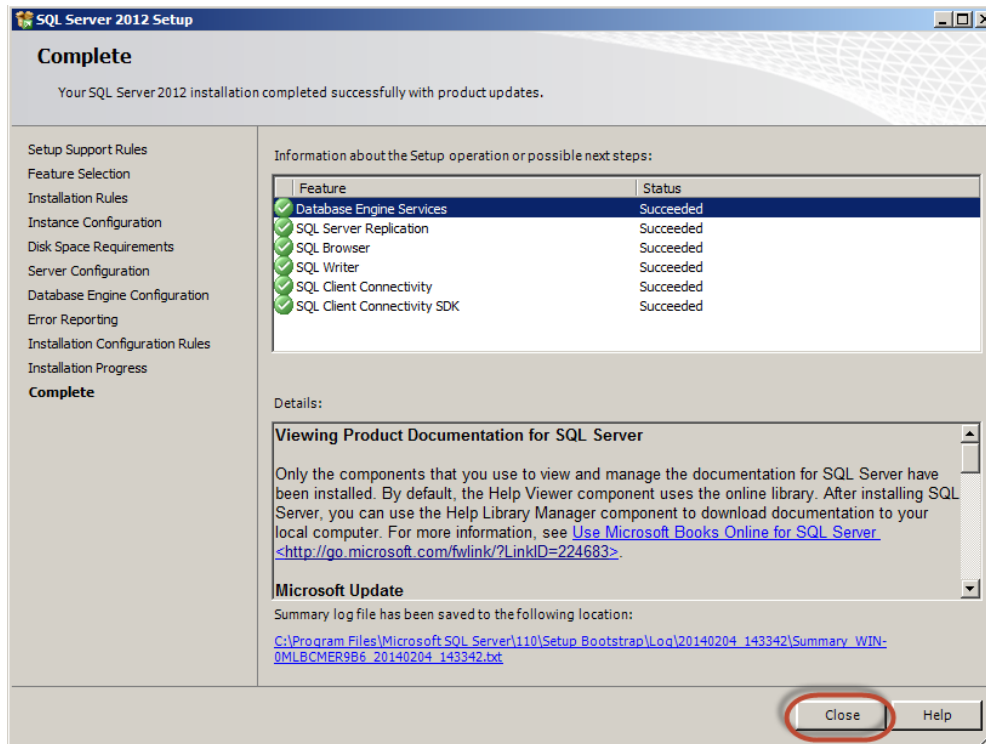 SQL Server 2012 Setup
Complete
Your SQL Server 2012 installation completed successfully with product updates.
Setup Support Rules
Feature Selection
Installation Rules
Instance Configuration
Disk Space Requirements
Server Configuration
Database Engine Configuration
Error Reporting
Installation Configuration Rules
Installation Progress
Complete
Information about the Setup operation or possible next steps:
Feature Status
Database Engine Services Succeeded
SQL Server Replication Succeeded
SQL Browser Succeeded
SQL Writer Succeeded
SQL Client Connectivity Succeeded
SQL Client Connectivity SDK Succeeded
Details:
Viewing Product Documentation for SQL Server
Only the components that you use to view and manage the documentation for SQL Server have
been installed. By default, the Help Viewer component uses the online library. After installing SQL
Server, you can use the Help Library Manager component to download documentation to your
local computer. For more information, see Use Microsoft Books Online for SQL Server
<http://go.microsoft.com/fwlink/?LinkID=224683>.
Microsoft Update
Summary log file has been saved to the following location:
C:\Program Files\Microsoft SQL Server\110\Setup Bootstrap\Log\20140204_143342\Summary_WIN-
0MLBCMER9B6_20140204_143342.txt
Close Help